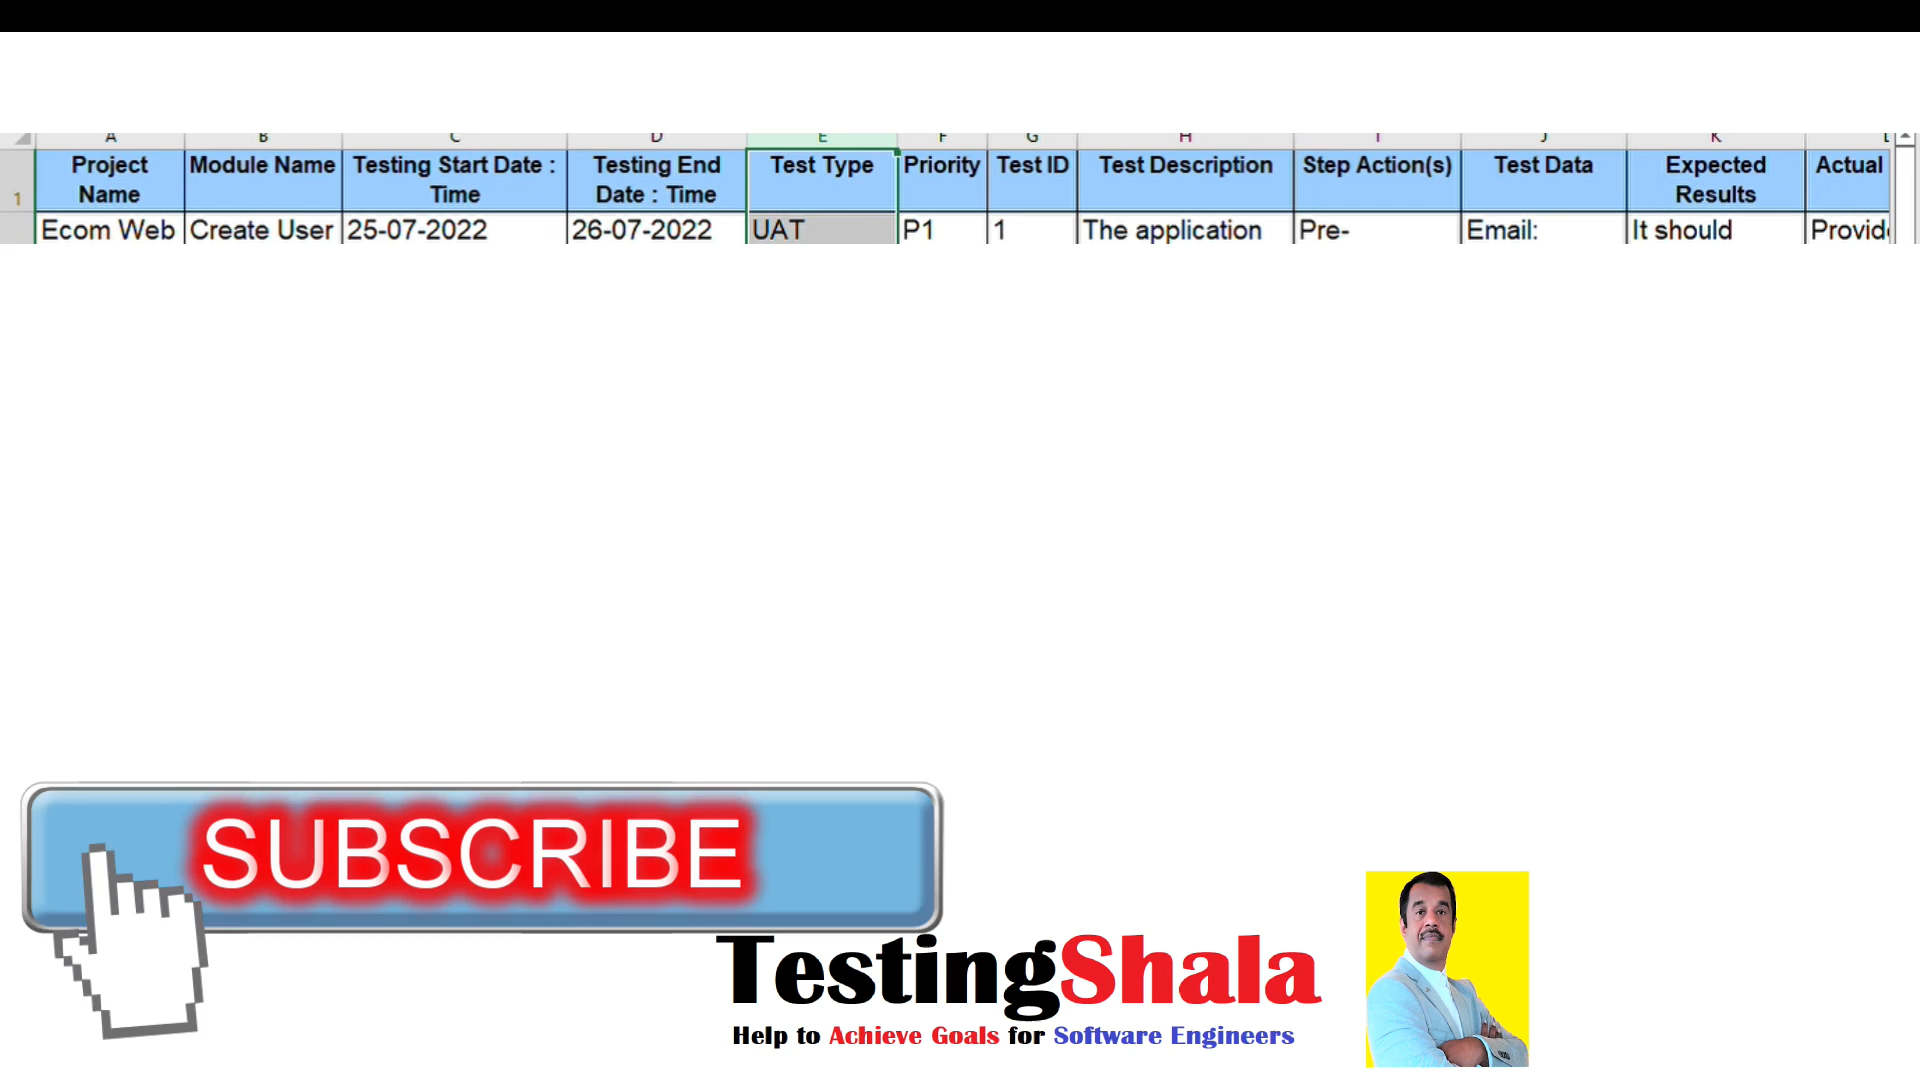 A B C D E F G H I J K L
Project Name Module Name Testing Start Date : Time Testing End Date : Time Test Type Priority Test ID Test Description Step Action(s) Test Data Expected Results Actual
1
Ecom Web Create User 25-07-2022 26-07-2022 UAT P1 1 The application Pre- Email: It should Provid
SUBSCRIBE
TestingShala
Help to Achieve Goals for Software Engineers